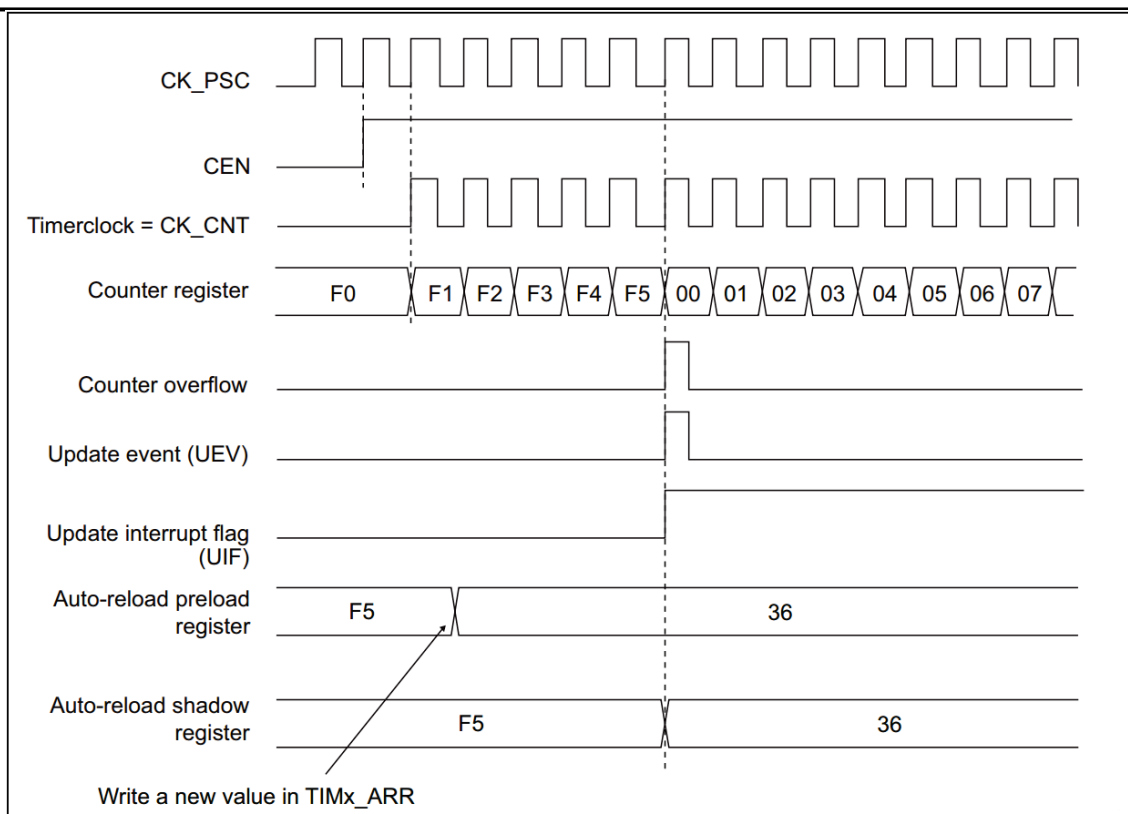 CK_PSC
CEN
Timerclock = CK_CNT
Counter register
F0 F1 F2 F3 F4 F5 00 01 02 03 04 05 06 07
Counter overflow
Update event (UEV)
Update interrupt flag
(UIF)
Auto-reload preload
register
F5 36
Auto-reload shadow
register
F5 36
Write a new value in TIMx_ARR